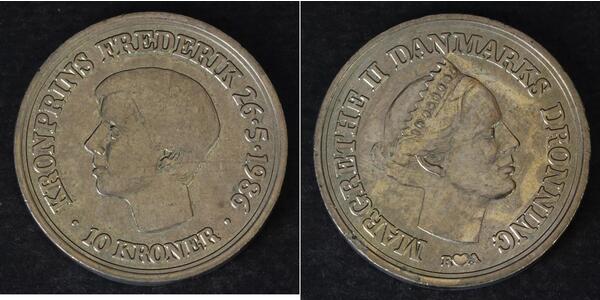 KRONPRINS FREDERIK 26·5·1986
· 10 KRONER ·
MARGRETHE II DANMARKS DRONNING
R♥A